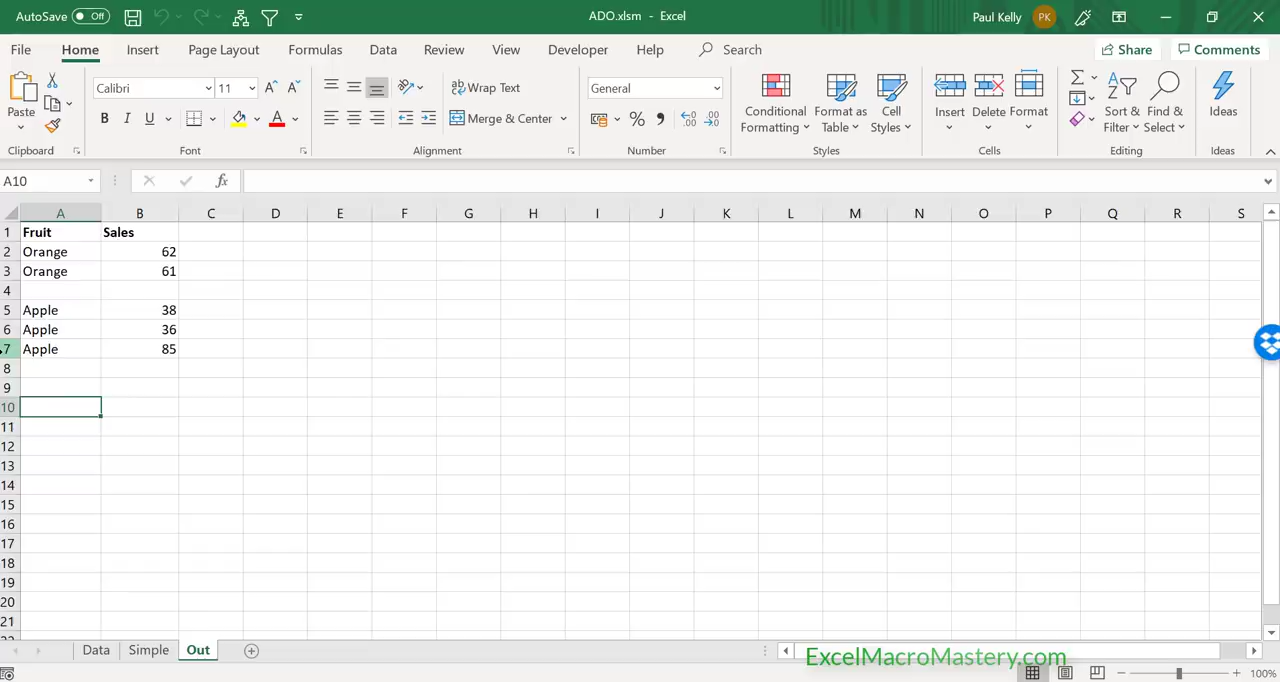 AutoSave Off ADO.xlsm - Excel Paul Kelly PK
File Home Insert Page Layout Formulas Data Review View Developer Help Search Share Comments
Paste Calibri 11 A A Wrap Text General Conditional Formatting Format as Table Cell Styles Insert Delete Format Sort & Filter Find & Select Ideas
B I U A Merge & Center % , .00 .00
Clipboard Font Alignment Number Styles Cells Editing Ideas
A10 fx
A B C D E F G H I J K L M N O P Q R S
1 Fruit Sales
2 Orange 62
3 Orange 61
4
5 Apple 38
6 Apple 36
7 Apple 85
8
9
10
11
12
13
14
15
16
17
18
19
20
21
Data Simple Out
ExcelMacroMastery.com
100%